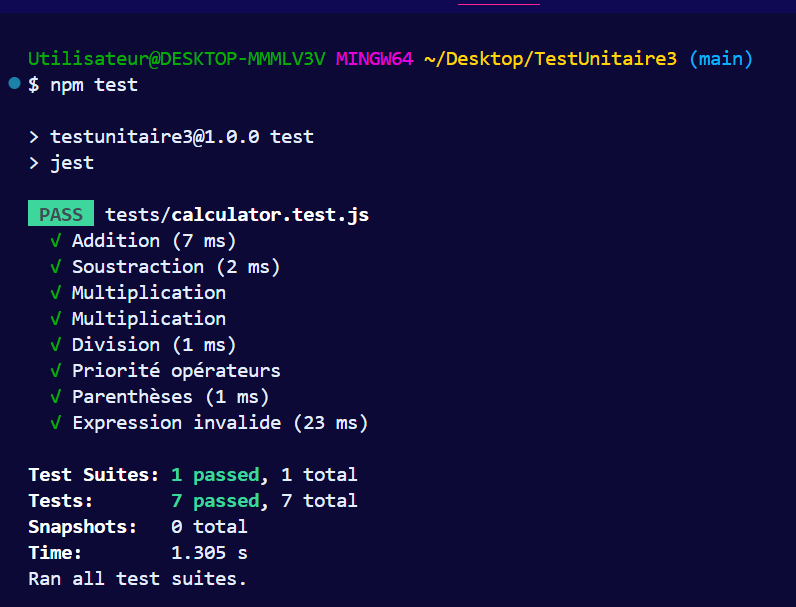 Utilisateur@DESKTOP-MMMLV3V MINGW64 ~/Desktop/TestUnitaire3 (main)
$ npm test
> testunitaire3@1.0.0 test
> jest
PASS tests/calculator.test.js
√ Addition (7 ms)
√ Soustraction (2 ms)
√ Multiplication
√ Multiplication
√ Division (1 ms)
√ Priorité opérateurs
√ Parenthèses (1 ms)
√ Expression invalide (23 ms)
Test Suites: 1 passed, 1 total
Tests: 7 passed, 7 total
Snapshots: 0 total
Time: 1.305 s
Ran all test suites.